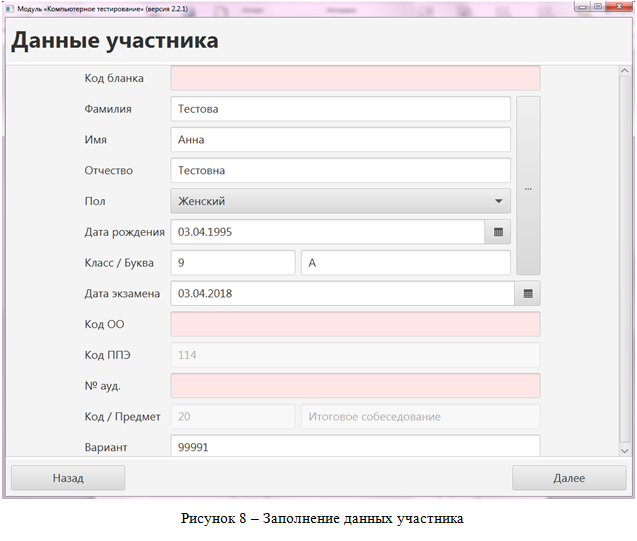 Модуль «Компьютерное тестирование» (версия 2.2.1)
Данные участника
Код бланка
Фамилия Тестова
Имя Анна
Отчество Тестовна
...
Пол Женский
Дата рождения 03.04.1995
Класс / Буква 9 А
Дата экзамена 03.04.2018
Код ОО
Код ППЭ 114
№ ауд.
Код / Предмет 20 Итоговое собеседование
Вариант 99991
Назад Далее
Рисунок 8 – Заполнение данных участника